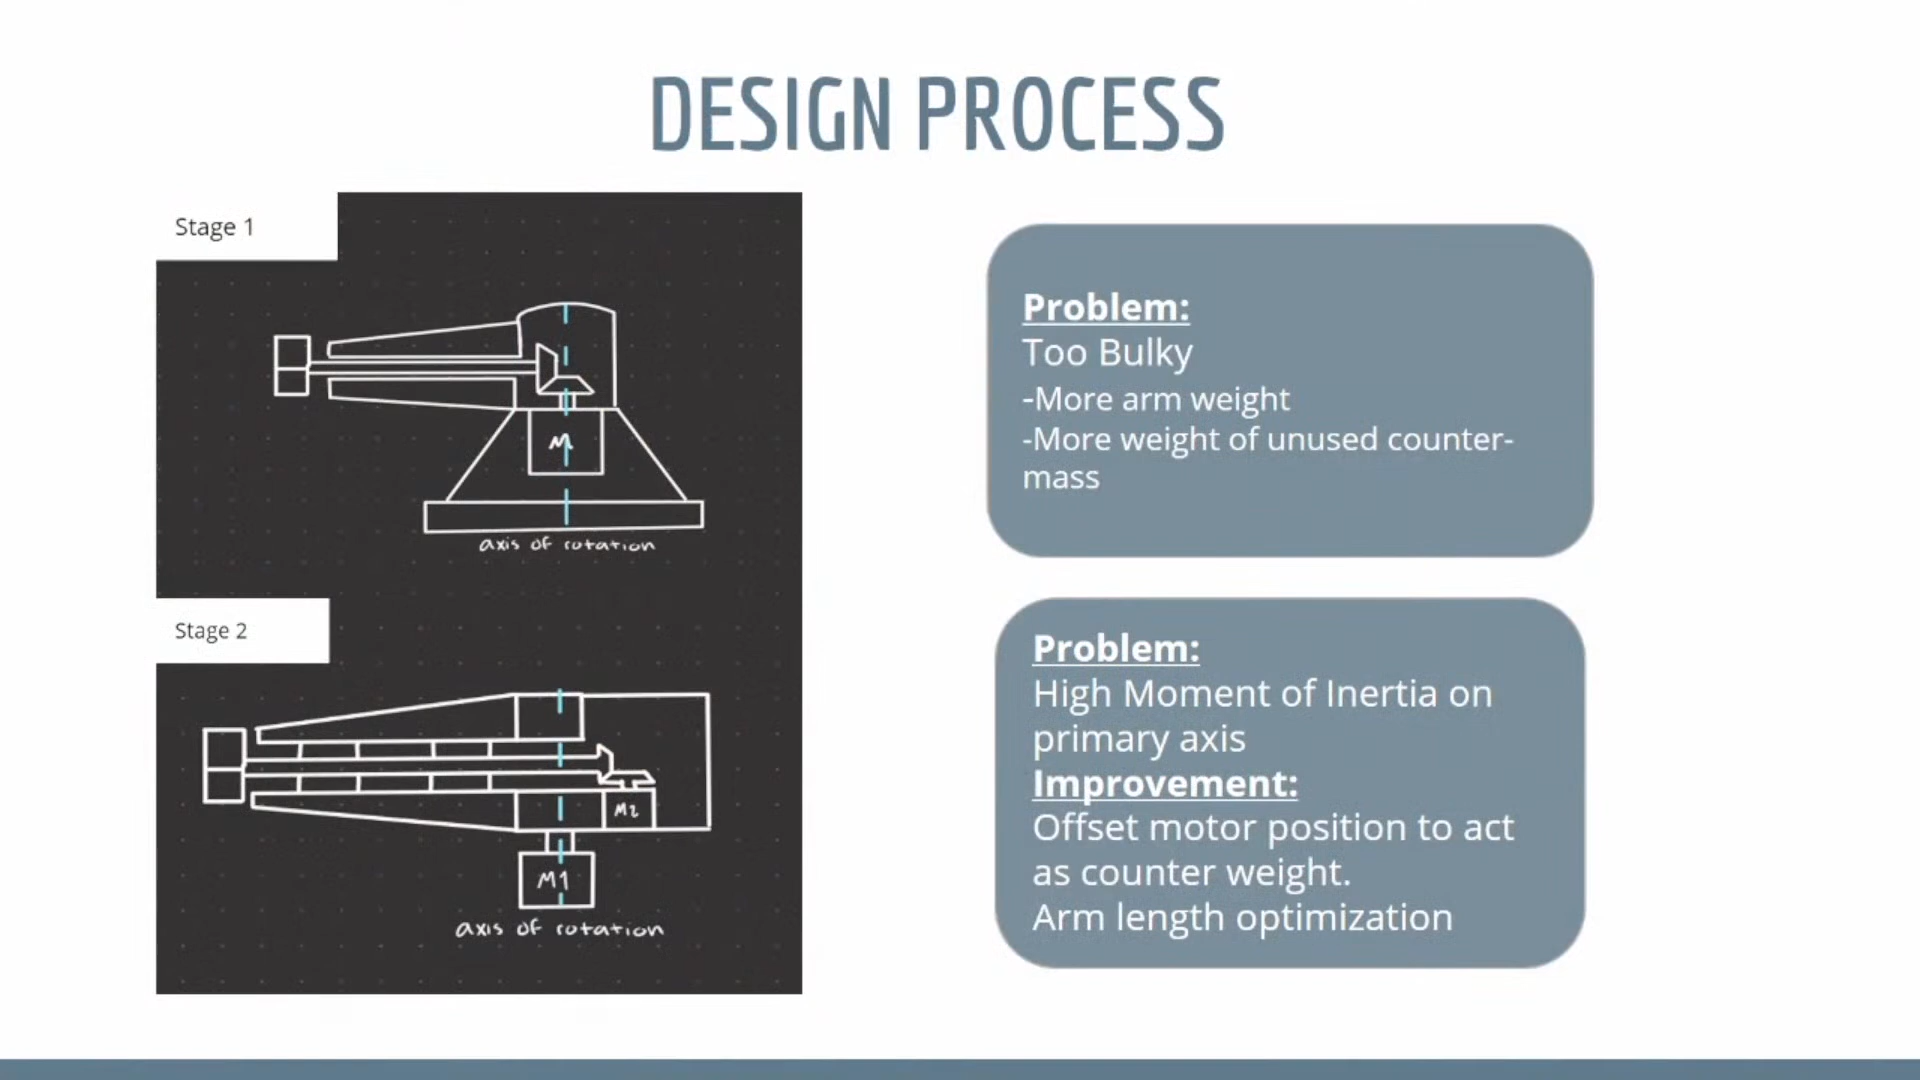 DESIGN PROCESS
Stage 1
M
axis of rotation
Problem:
Too Bulky
-More arm weight
-More weight of unused counter-
mass
Stage 2
M2
M1
axis of rotation
Problem:
High Moment of Inertia on
primary axis
Improvement:
Offset motor position to act
as counter weight.
Arm length optimization